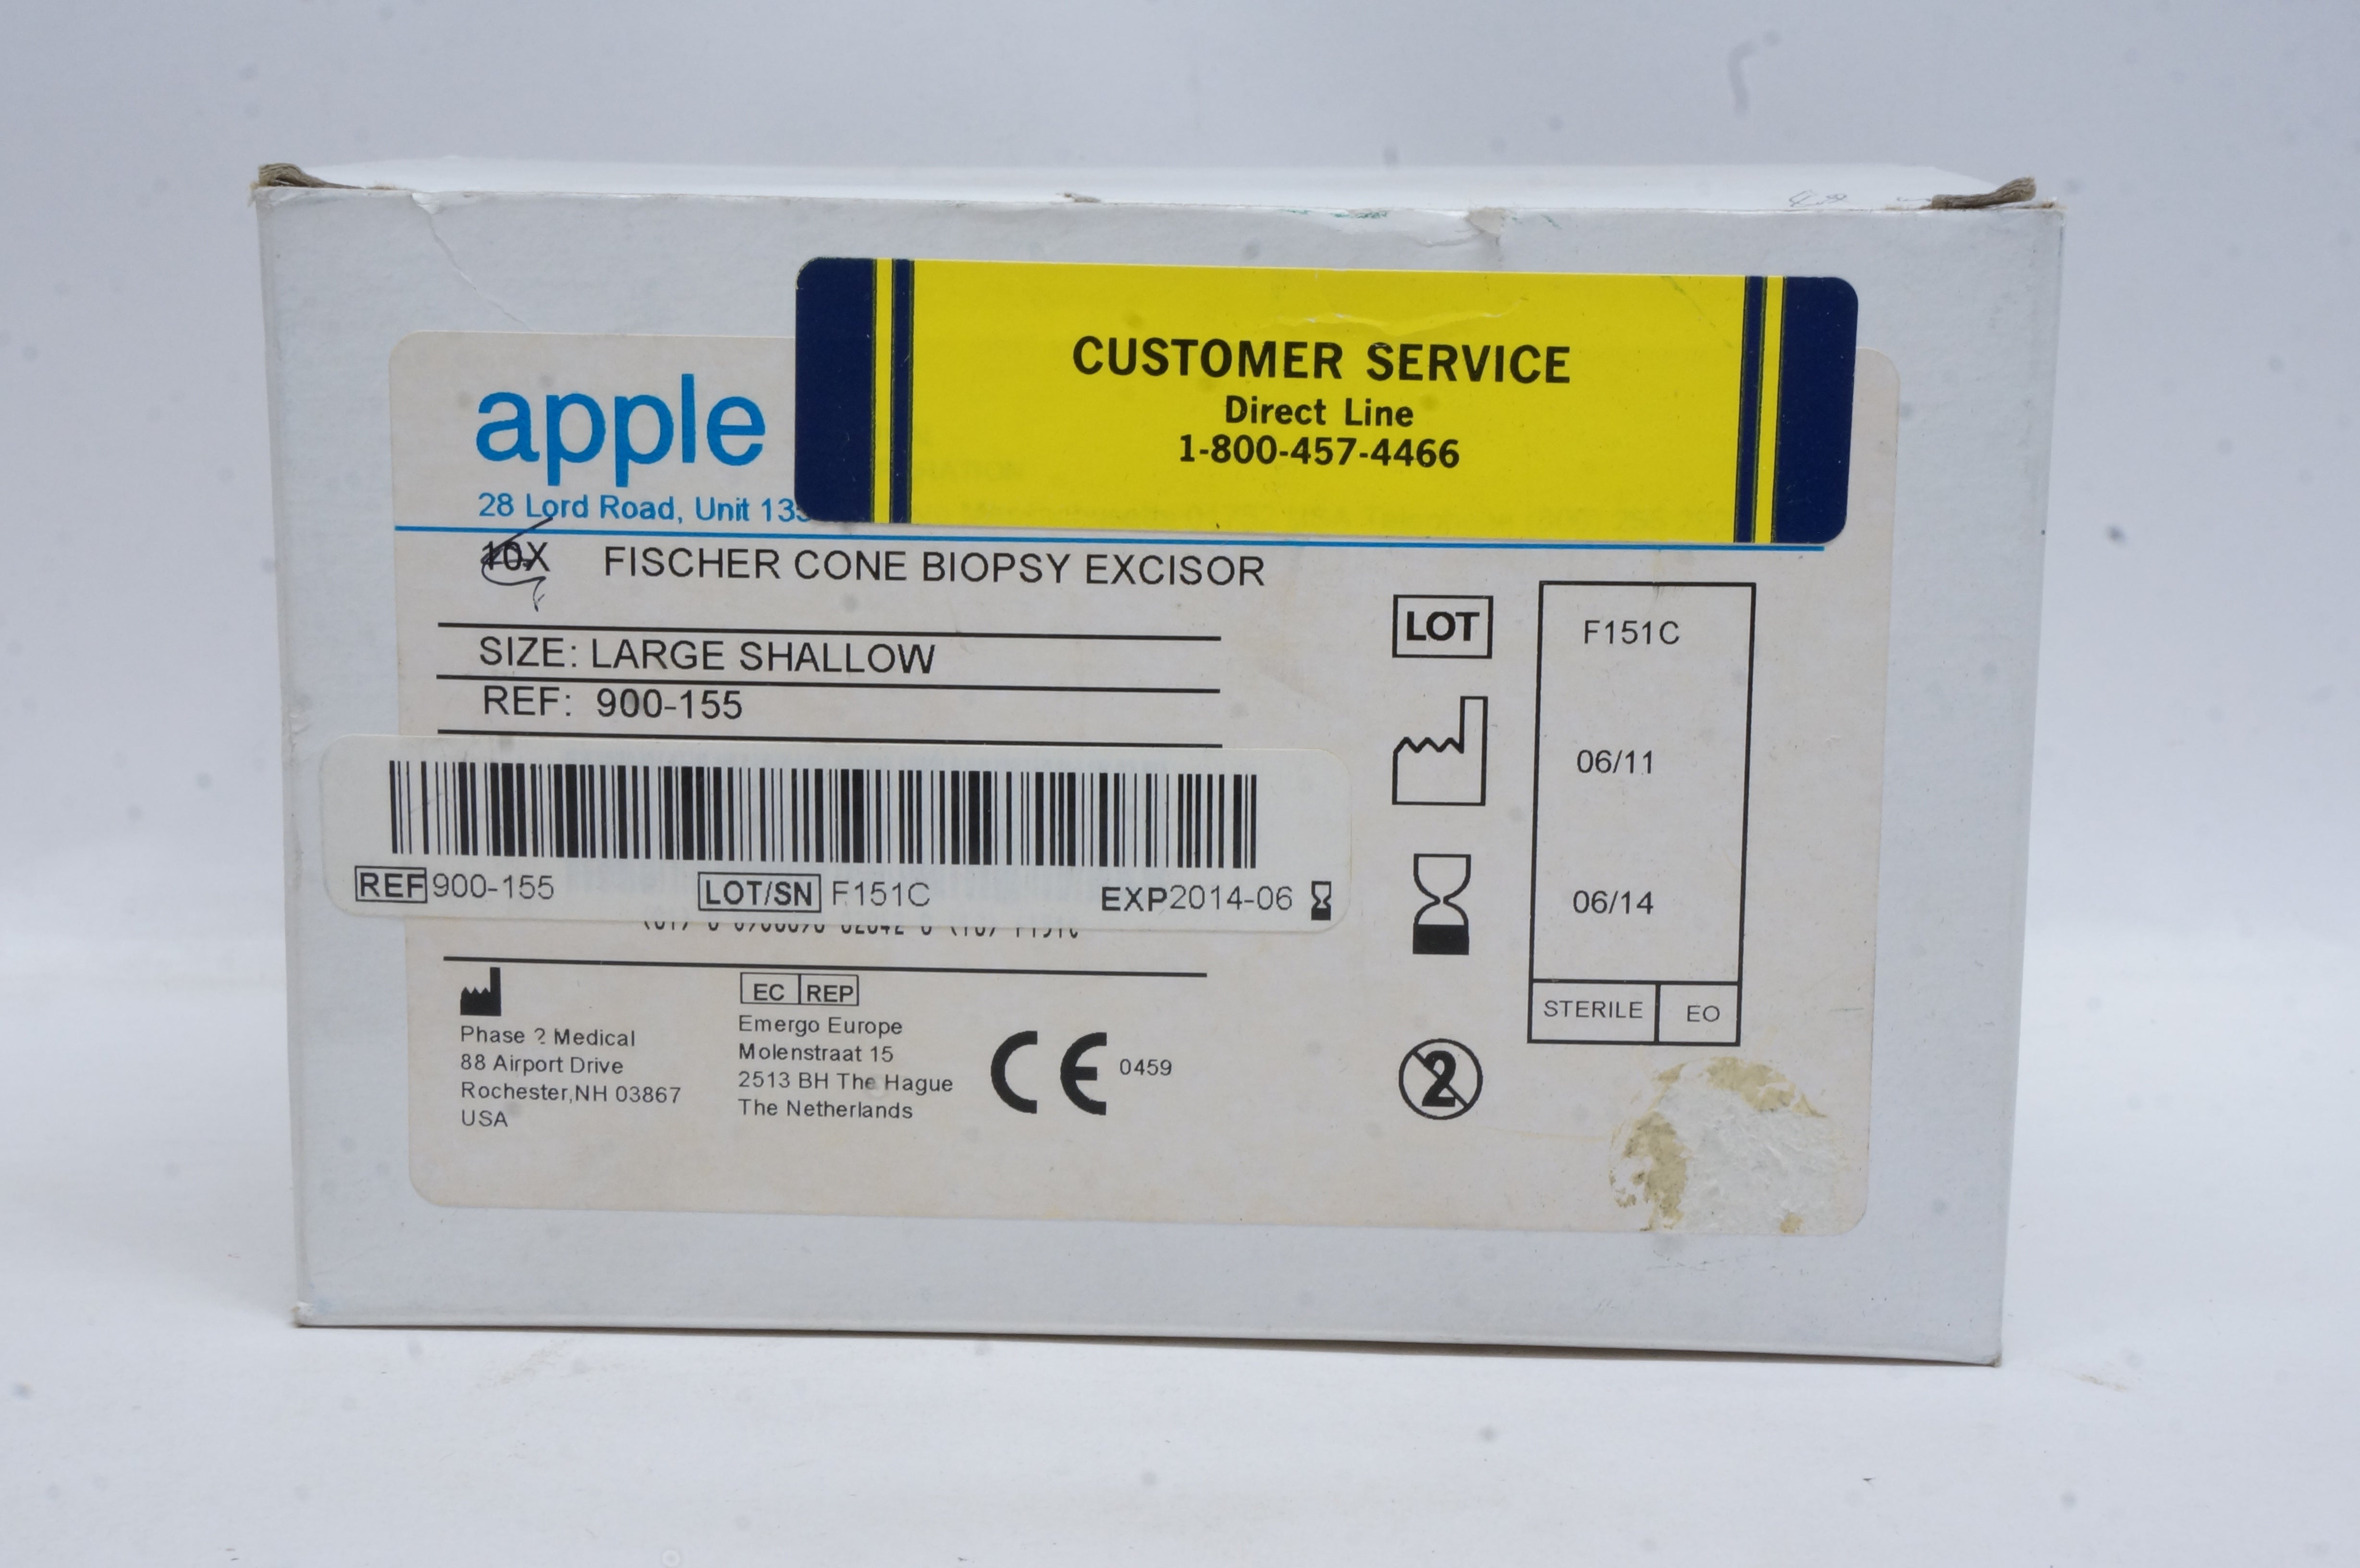 CUSTOMER SERVICE
Direct Line
1-800-457-4466
apple
28 Lord Road, Unit
10X FISCHER CONE BIOPSY EXCISOR
SIZE: LARGE SHALLOW
REF: 900-155
LOT F151C
06/11
06/14
STERILE EO
REF 900-155 LOT/SN F151C EXP2014-06
Phase 2 Medical
88 Airport Drive
Rochester,NH 03867
USA
EC REP
Emergo Europe
Molenstraat 15
2513 BH The Hague
The Netherlands
CE 0459
2